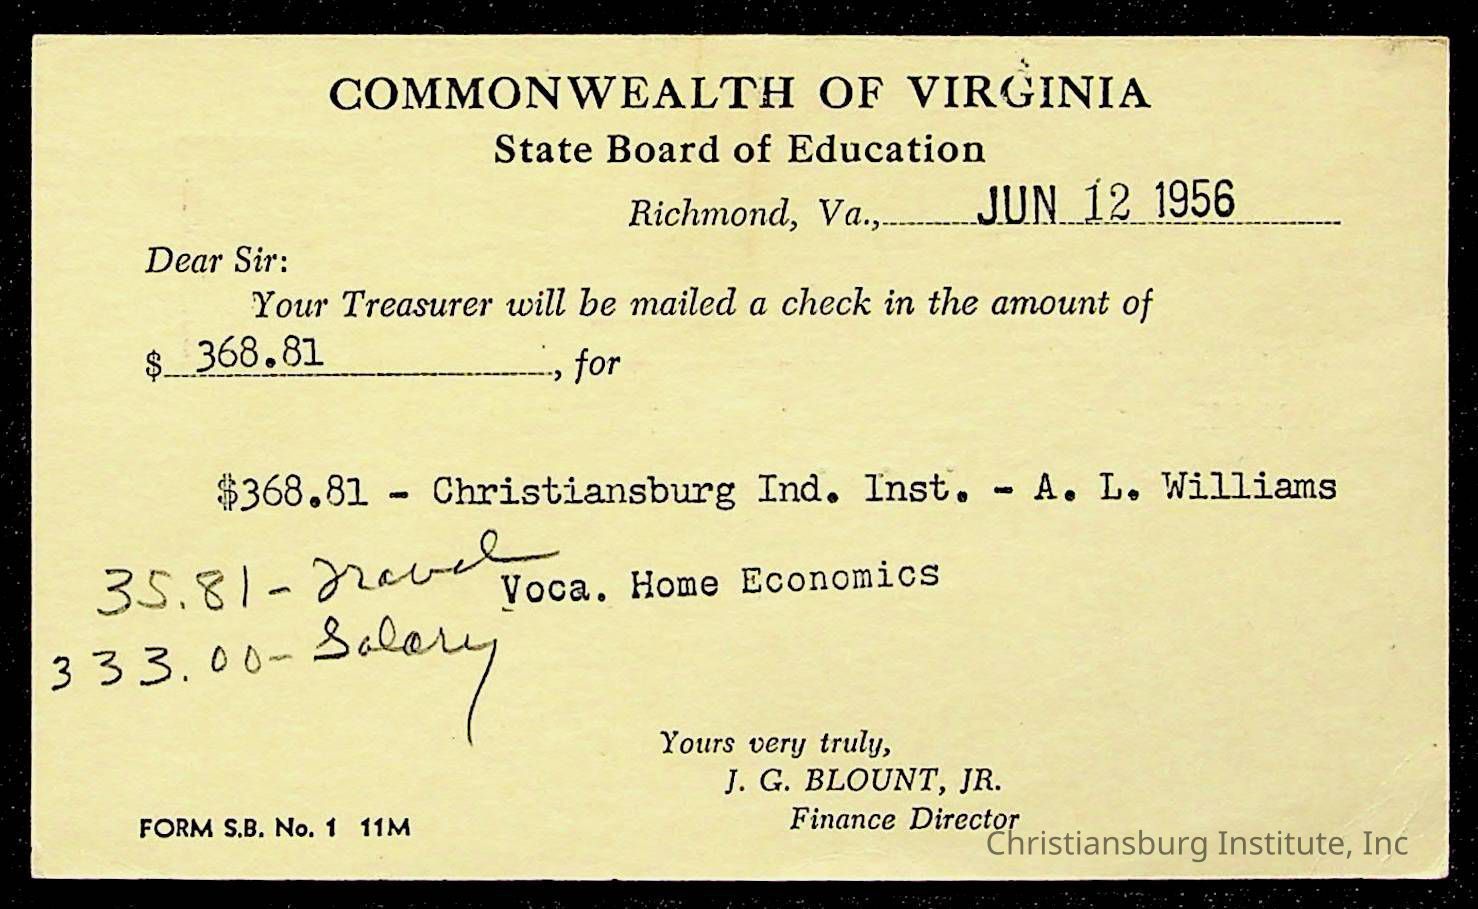 COMMONWEALTH OF VIRGINIA
State Board of Education
Richmond, Va., JUN 12 1956
Dear Sir:
Your Treasurer will be mailed a check in the amount of
$ 368.81, for
$368.81 - Christiansburg Ind. Inst. - A. L. Williams
35.81- Travel
Voca. Home Economics
333.00- Salary
Yours very truly,
J. G. BLOUNT, JR.
Finance Director
FORM S.B. No. 1 11M
Christiansburg Institute, Inc